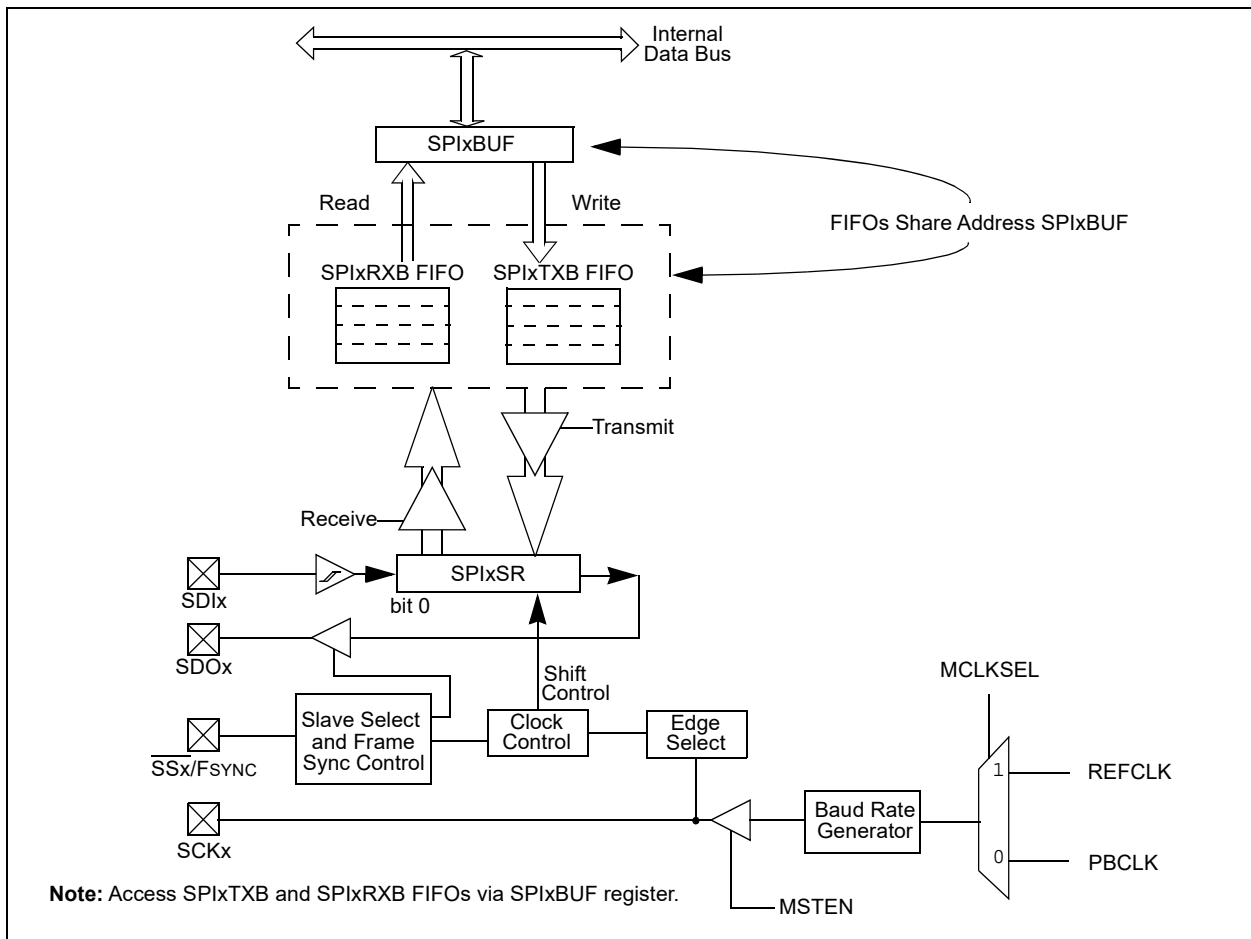 Internal
Data Bus
SPIxBUF
Read
Write
FIFOs Share Address SPIxBUF
SPIxRXB FIFO
SPIxTXB FIFO
Transmit
Receive
SPIxSR
SDIx
bit 0
SDOx
Shift
Control
MCLKSEL
Slave Select
and Frame
Sync Control
Clock
Control
Edge
Select
SSx/FSYNC
1
REFCLK
Baud Rate
Generator
SCKx
0
PBCLK
Note: Access SPIxTXB and SPIxRXB FIFOs via SPIxBUF register.
MSTEN